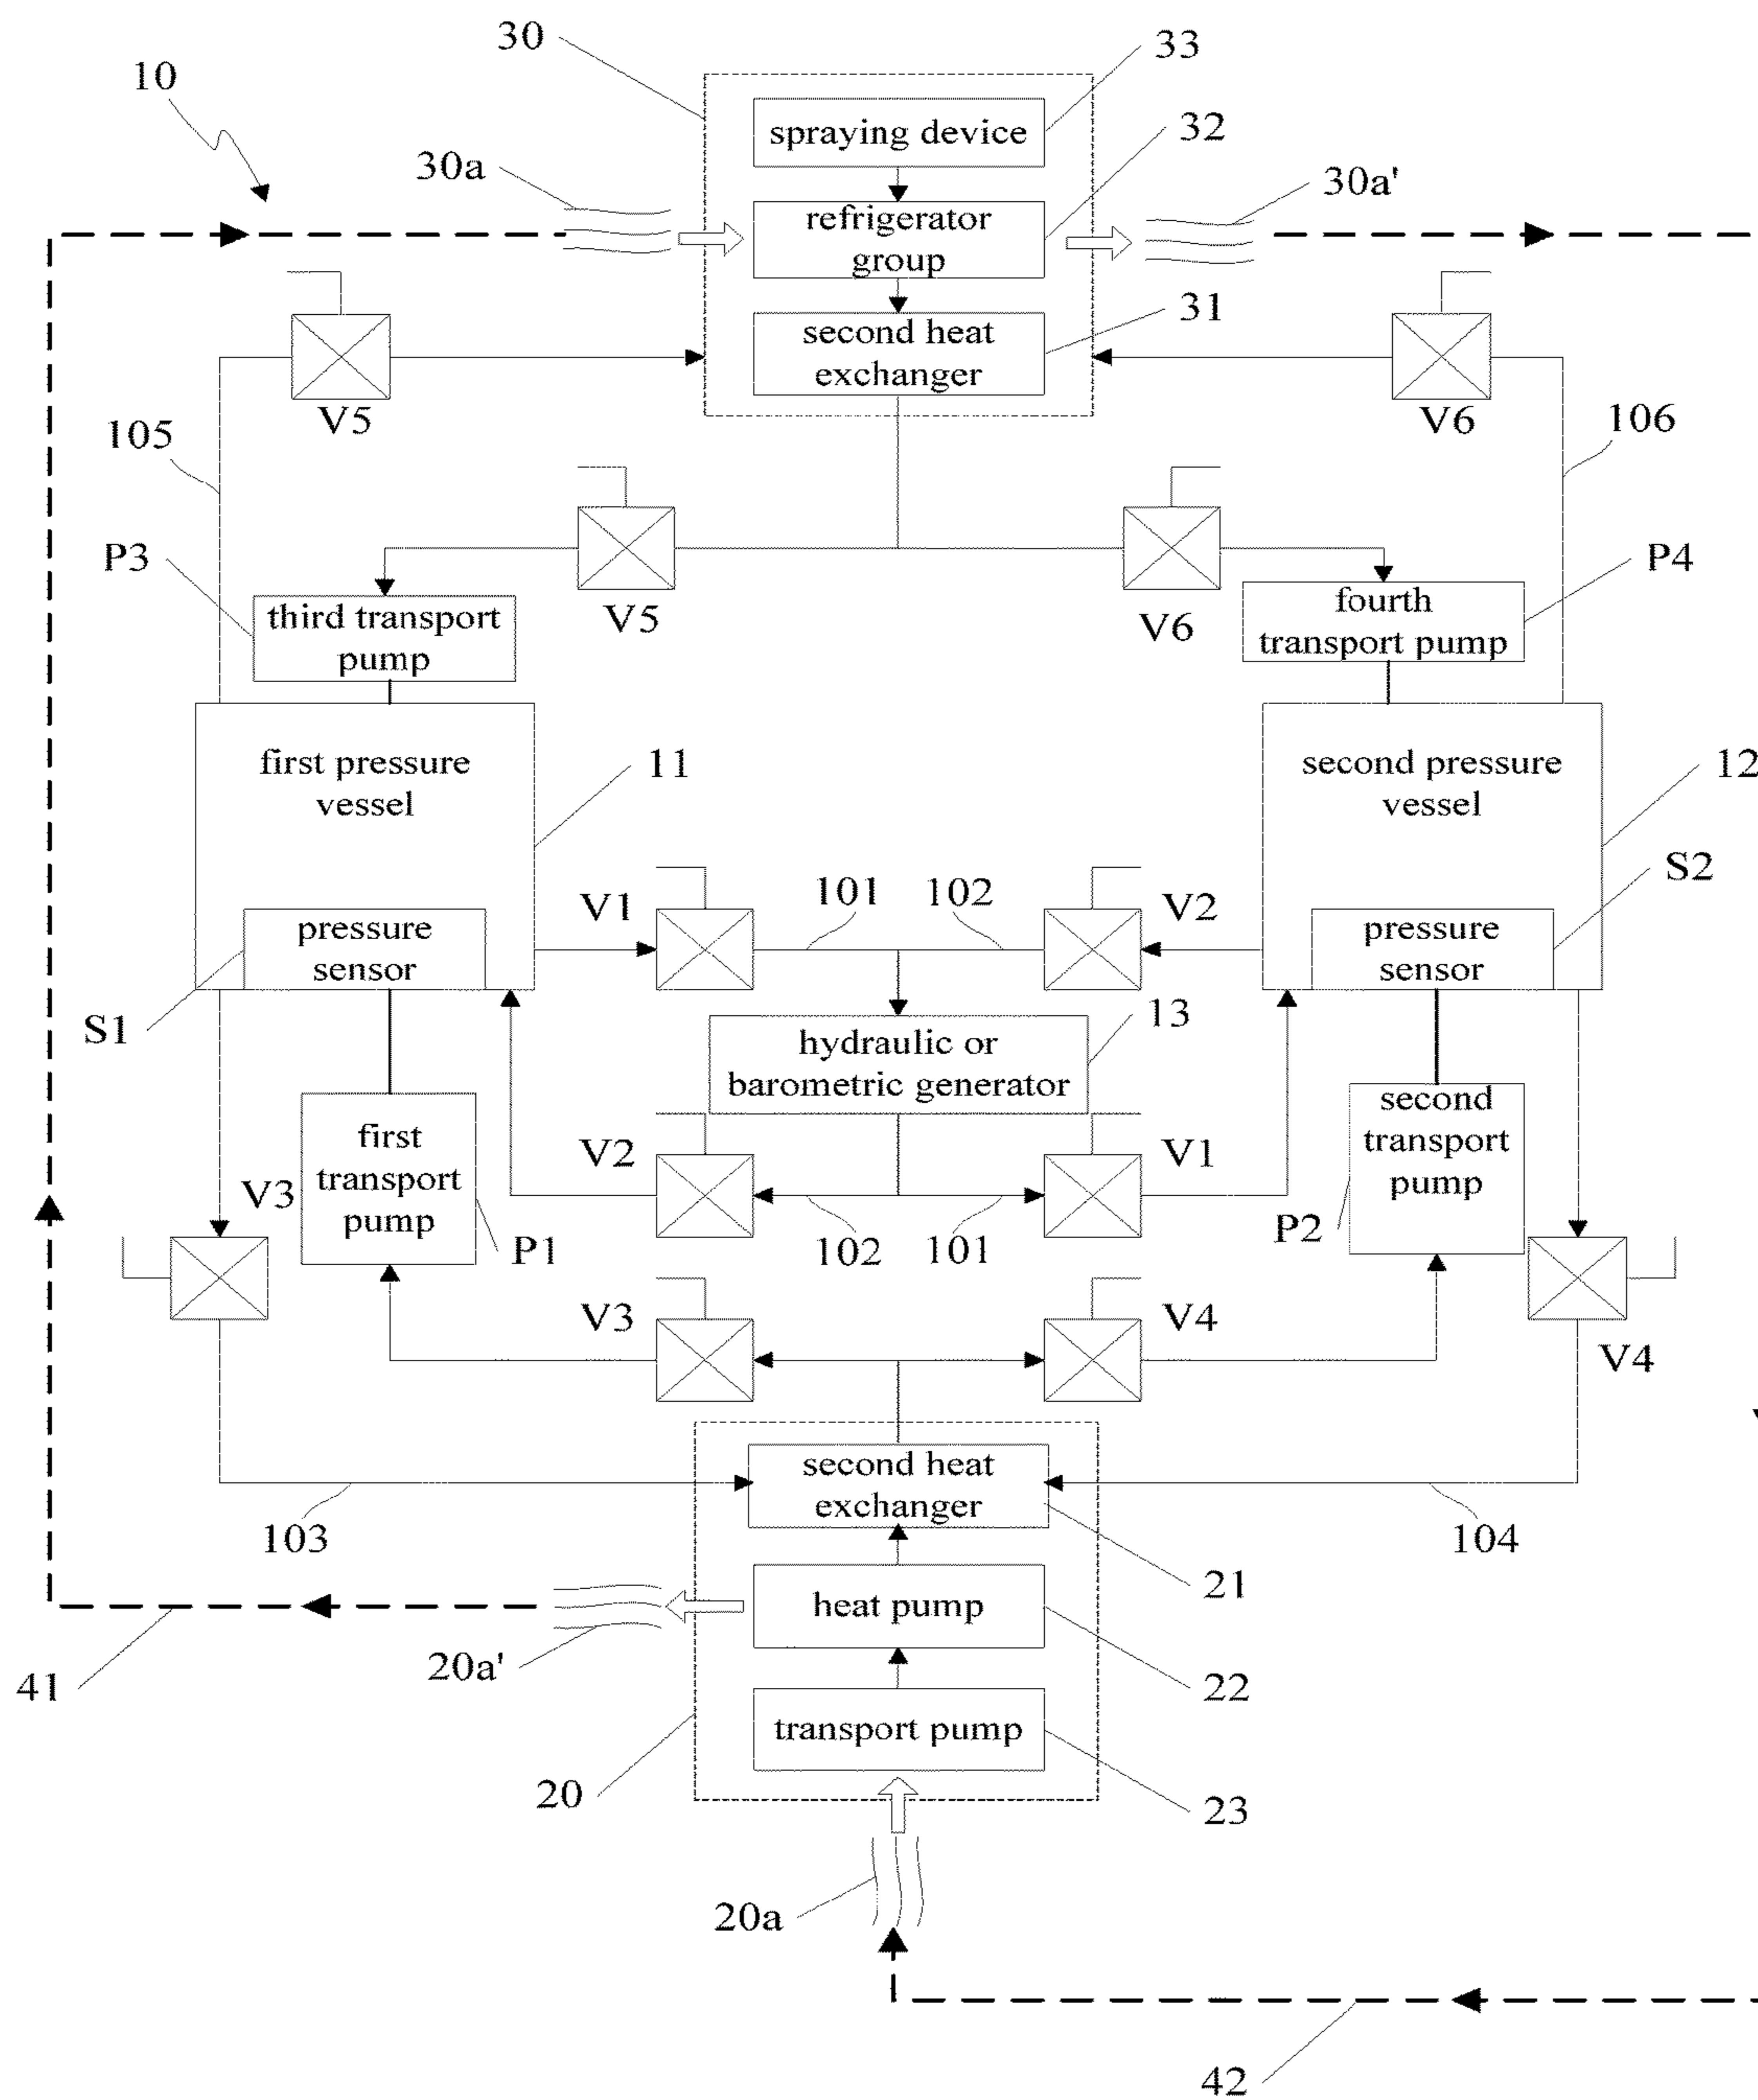 30
33
10
spraying device
32
30a
30a'
refrigerator
group
31
second heat
exchanger
V5
V6
105
106
P3
P4
V5
V6
third transport
pump
fourth
transport pump
first pressure
vessel
11
second pressure
vessel
12
S2
V1
101
102
V2
pressure
sensor
pressure
sensor
S1
13
hydraulic or
barometric generator
first
transport
pump
second
transport
pump
V2
V1
V3
P2
P1
102
101
V3
V4
V4
second heat
exchanger
103
104
21
heat pump
20a'
41
22
transport pump
20
23
20a
42